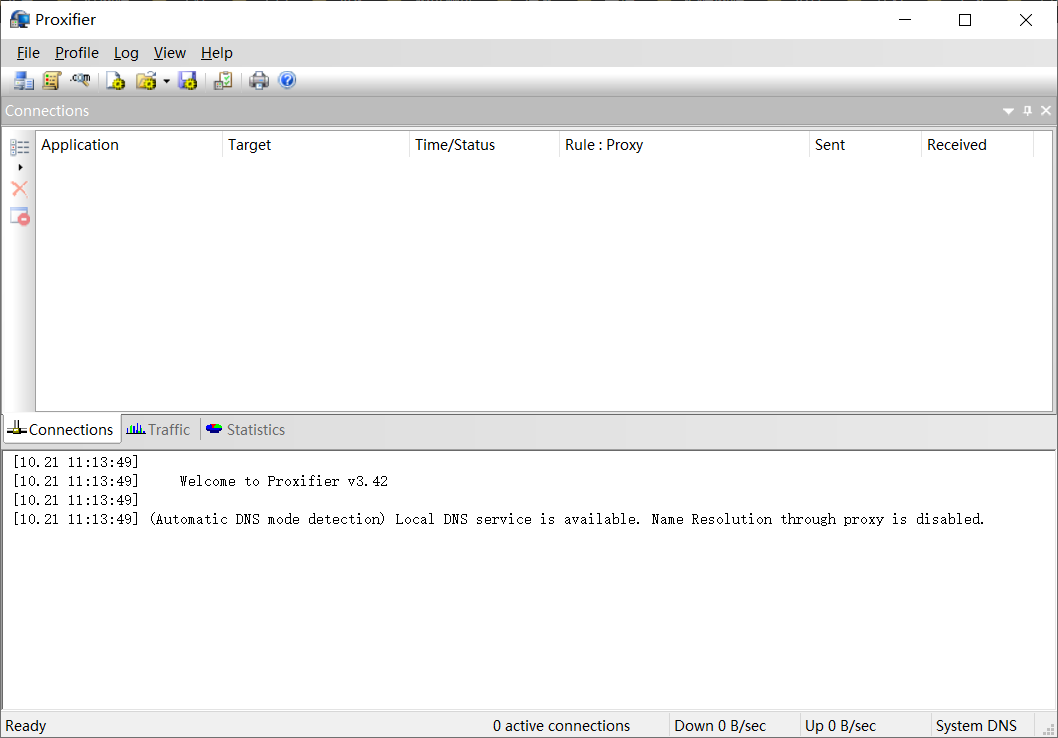 Proxifier
File Profile Log View Help
.com
Connections
Application Target Time/Status Rule : Proxy Sent Received
Connections Traffic Statistics
[10.21 11:13:49]
[10.21 11:13:49] Welcome to Proxifier v3.42
[10.21 11:13:49]
[10.21 11:13:49] (Automatic DNS mode detection) Local DNS service is available. Name Resolution through proxy is disabled.
Ready 0 active connections Down 0 B/sec Up 0 B/sec System DNS